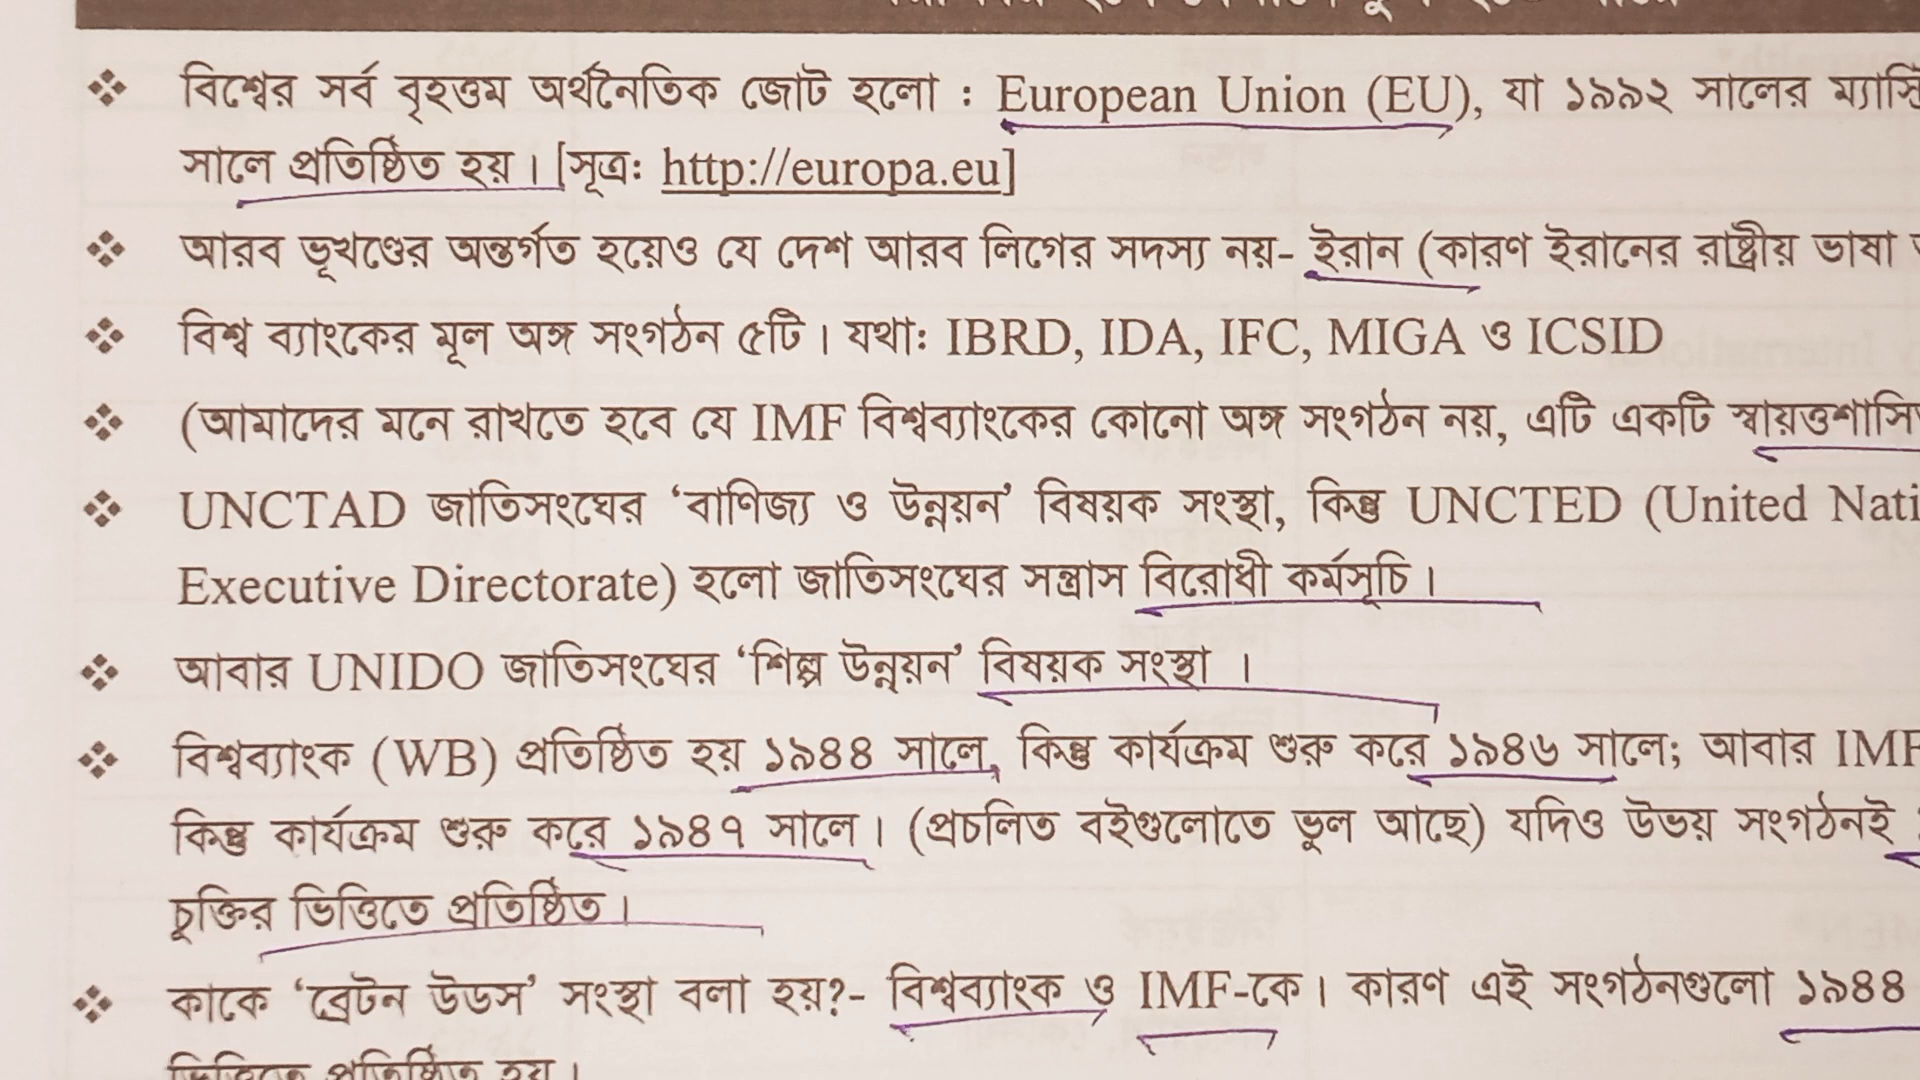 ❖ বিশ্বের সর্ব বৃহত্তম অর্থনৈতিক জোট হলো : European Union (EU), যা ১৯৯২ সালের
সালে প্রতিষ্ঠিত হয়। [সূত্র: http://europa.eu]
❖ আরব ভূখণ্ডের অন্তর্গত হয়েও যে দেশ আরব লিগের সদস্য নয়- ইরান (কারণ ইরানের রাষ্ট্রীয় ভাষা
❖ বিশ্ব ব্যাংকের মূল অঙ্গ সংগঠন ৫টি। যথা: IBRD, IDA, IFC, MIGA ও ICSID
❖ (আমাদের মনে রাখতে হবে যে IMF বিশ্বব্যাংকের কোনো অঙ্গ সংগঠন নয়, এটি একটি
❖ UNCTAD জাতিসংঘের ‘বাণিজ্য ও উন্নয়ন’ বিষয়ক সংস্থা, কিন্তু UNCTED (United Nati
Executive Directorate) হলো জাতিসংঘের সন্ত্রাস বিরোধী কর্মসূচি।
❖ আবার UNIDO জাতিসংঘের ‘শিল্প উন্নয়ন’ বিষয়ক সংস্থা ।
❖ বিশ্বব্যাংক (WB) প্রতিষ্ঠিত হয় ১৯৪৪ সালে, কিন্তু কার্যক্রম শুরু করে ১৯৪৬ সালে; আবার IMF
কিন্তু কার্যক্রম শুরু করে ১৯৪৭ সালে। (প্রচলিত বইগুলোতে ভুল আছে) যদিও উভয় সংগঠনই
চুক্তির ভিত্তিতে প্রতিষ্ঠিত।
❖ কাকে ‘ব্রেটন উডস’ সংস্থা বলা হয়?- বিশ্বব্যাংক ও IMF-কে। কারণ এই সংগঠনগুলো ১৯৪৪
ভিত্তিতে প্রতিষ্ঠিত হয়।